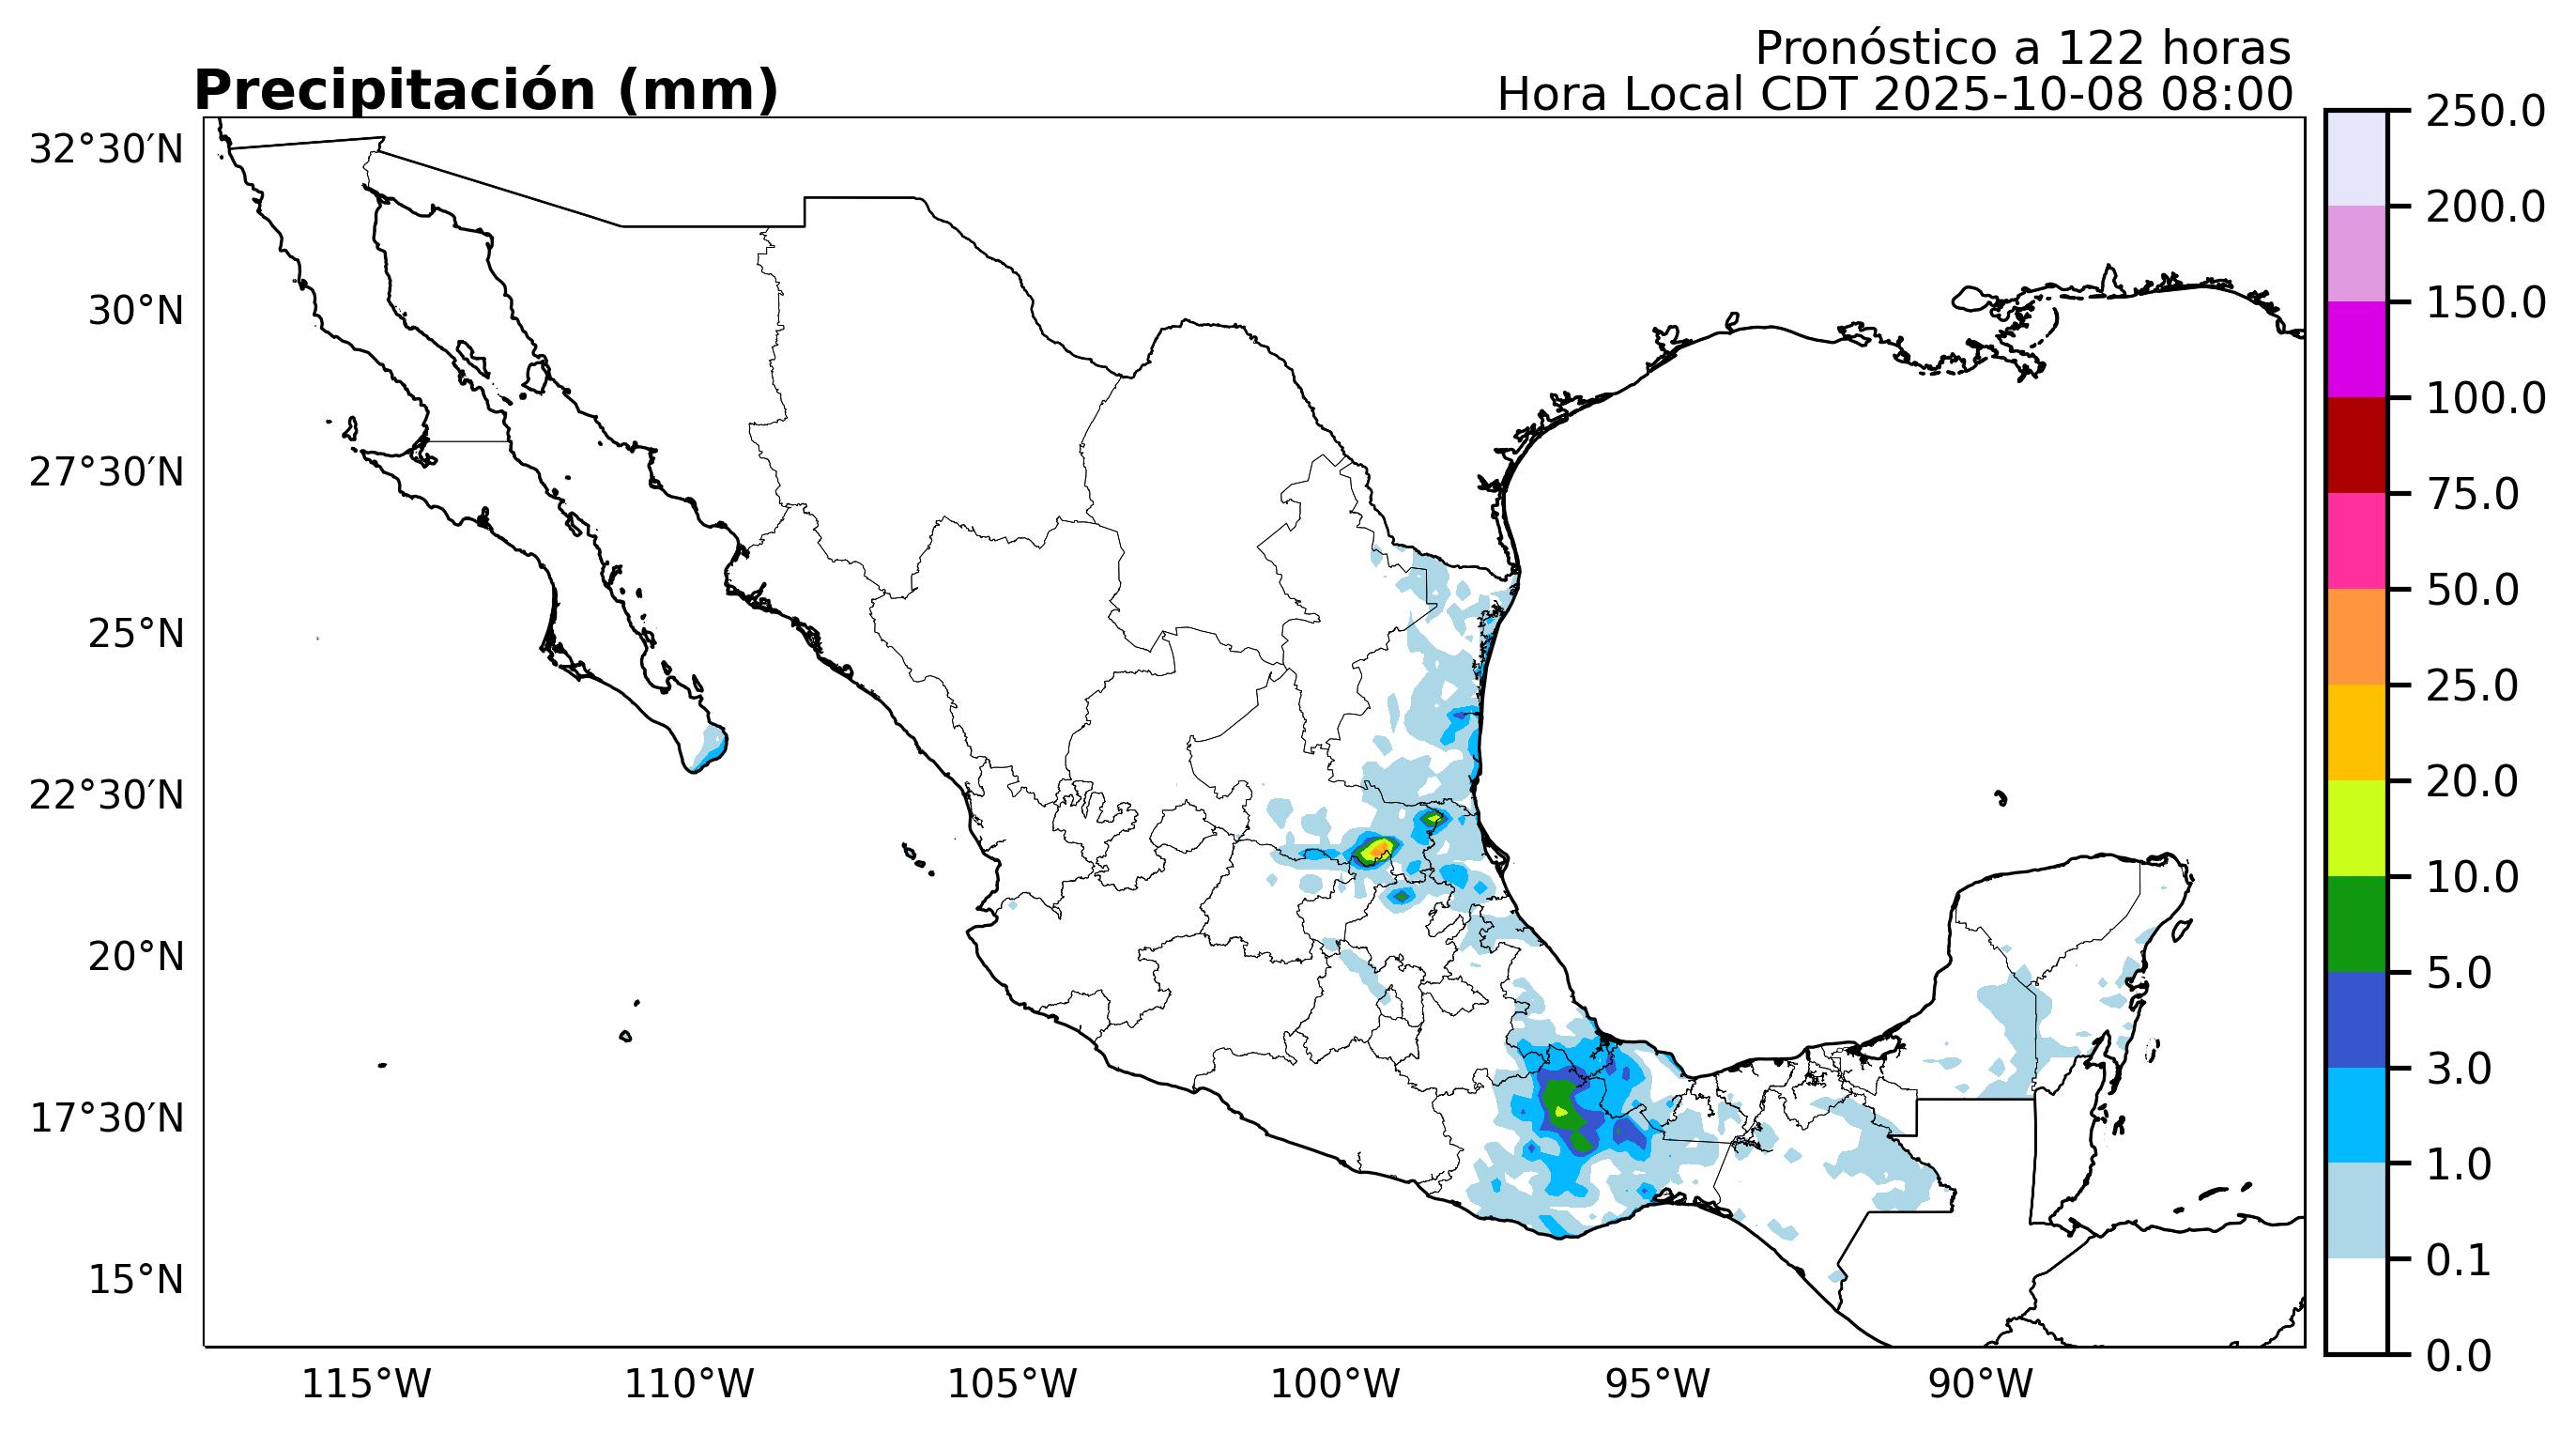 Pronóstico a 122 horas
Precipitación (mm)
Hora Local CDT 2025-10-08 08:00
32°30′N
30°N
27°30′N
25°N
22°30′N
20°N
17°30′N
15°N
115°W
110°W
105°W
100°W
95°W
90°W
250.0
200.0
150.0
100.0
75.0
50.0
25.0
20.0
10.0
5.0
3.0
1.0
0.1
0.0